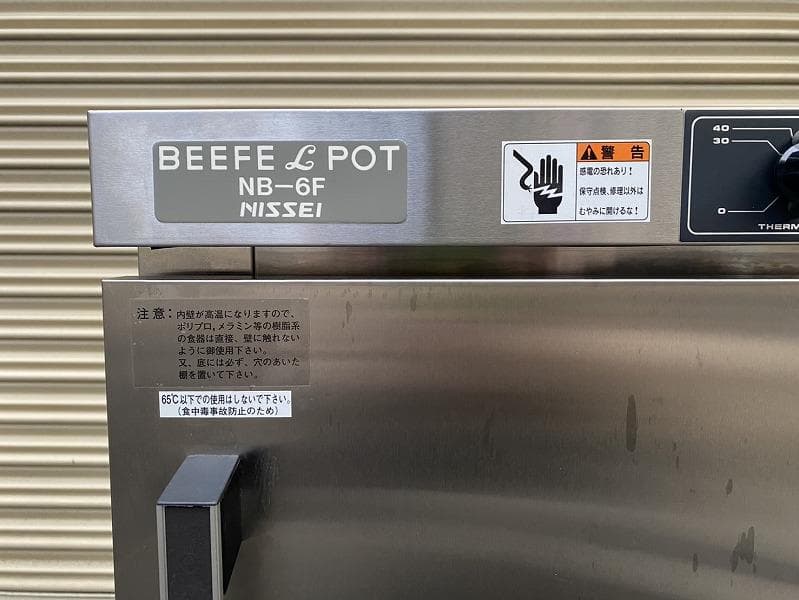 BEEFE L POT
NB-6F
NISSEI
警告
感電の恐れあり!
保守点検、修理以外は
むやみに開けるな!
40
30
0
THERM
注意: 内壁が高温になりますので、
ポリプロ,メラミン等の樹脂系
の食器は直接、壁に触れない
ように御使用下さい。
又、底には必ず、穴のあいた
棚を置いて下さい。
65℃以下での使用はしないで下さい。
(食中毒事故防止のため)